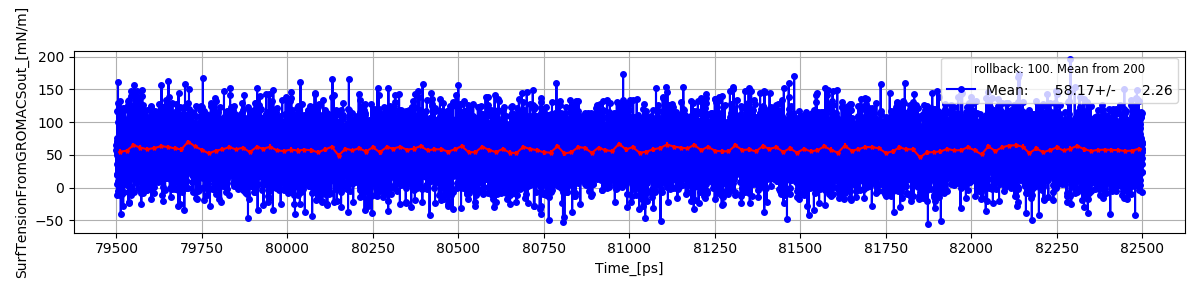 SurfTensionFromGROMACSout_[mN/m]
200
150
100
50
0
−50
rollback: 100. Mean from 200
Mean: 58.17+/- 2.26
79500 79750 80000 80250 80500 80750 81000 81250 81500 81750 82000 82250 82500
Time_[ps]